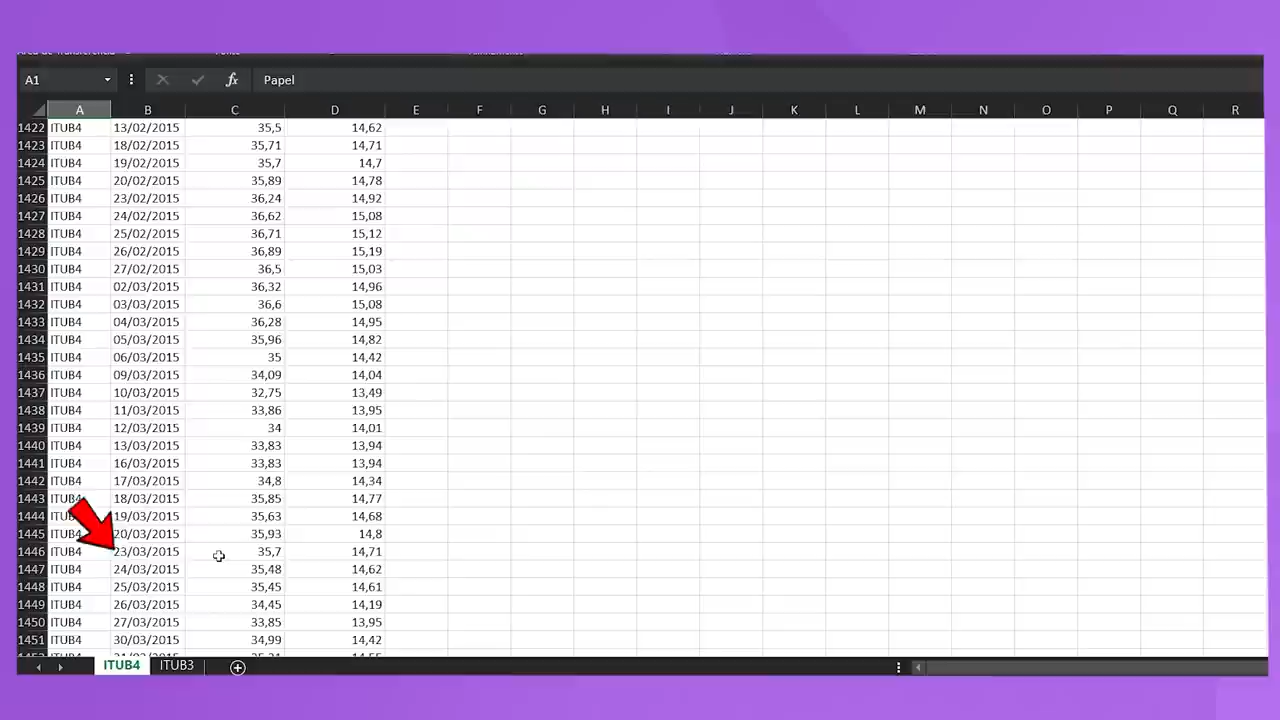 A1 fx Papel
A B C D E F G H I J K L M N O P Q R
1422 ITUB4 13/02/2015 35,5 14,62
1423 ITUB4 18/02/2015 35,71 14,71
1424 ITUB4 19/02/2015 35,7 14,7
1425 ITUB4 20/02/2015 35,89 14,78
1426 ITUB4 23/02/2015 36,24 14,92
1427 ITUB4 24/02/2015 36,62 15,08
1428 ITUB4 25/02/2015 36,71 15,12
1429 ITUB4 26/02/2015 36,89 15,19
1430 ITUB4 27/02/2015 36,5 15,03
1431 ITUB4 02/03/2015 36,32 14,96
1432 ITUB4 03/03/2015 36,6 15,08
1433 ITUB4 04/03/2015 36,28 14,95
1434 ITUB4 05/03/2015 35,96 14,82
1435 ITUB4 06/03/2015 35 14,42
1436 ITUB4 09/03/2015 34,09 14,04
1437 ITUB4 10/03/2015 32,75 13,49
1438 ITUB4 11/03/2015 33,86 13,95
1439 ITUB4 12/03/2015 34 14,01
1440 ITUB4 13/03/2015 33,83 13,94
1441 ITUB4 16/03/2015 33,83 13,94
1442 ITUB4 17/03/2015 34,8 14,34
1443 ITUB4 18/03/2015 35,85 14,77
1444 19/03/2015 35,63 14,68
1445 ITUB4 20/03/2015 35,93 14,8
1446 ITUB4 23/03/2015 35,7 14,71
1447 ITUB4 24/03/2015 35,48 14,62
1448 ITUB4 25/03/2015 35,45 14,61
1449 ITUB4 26/03/2015 34,45 14,19
1450 ITUB4 27/03/2015 33,85 13,95
1451 ITUB4 30/03/2015 34,99 14,42
ITUB4 ITUB3